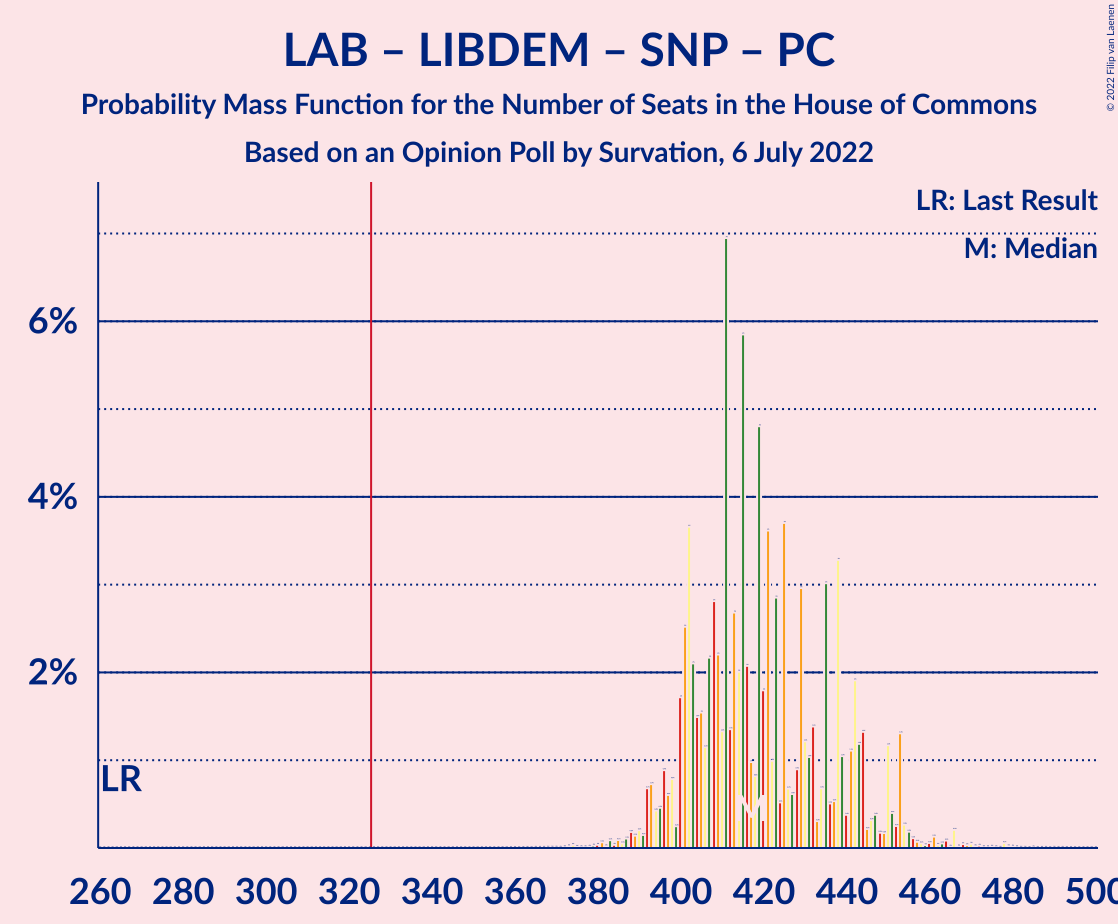 LAB – LIBDEM – SNP – PC
Probability Mass Function for the Number of Seats in the House of Commons
Based on an Opinion Poll by Survation, 6 July 2022
© 2022 Filip van Laenen
LR: Last Result
M: Median
6%
4%
2%
LR
260 280 300 320 340 360 380 400 420 440 460 480 500